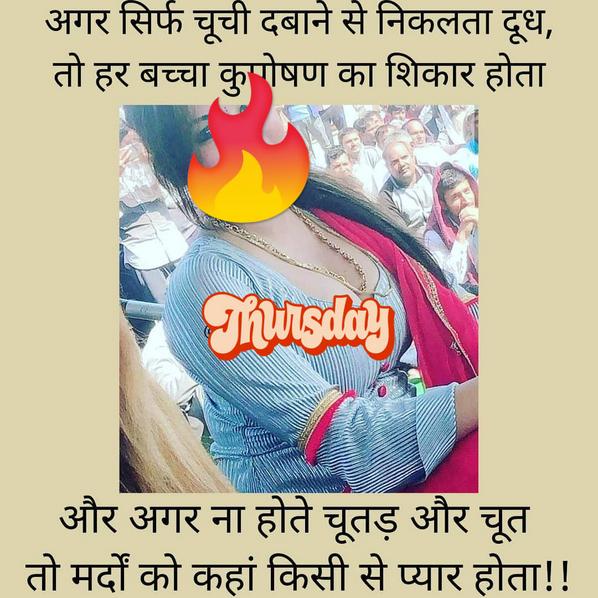 अगर सिर्फ चूची दबाने से निकलता दूध,
तो हर बच्चा कुपोषण का शिकार होता
Thursday
और अगर ना होते चूतड़ और चूत
तो मर्दों को कहां किसी से प्यार होता!!